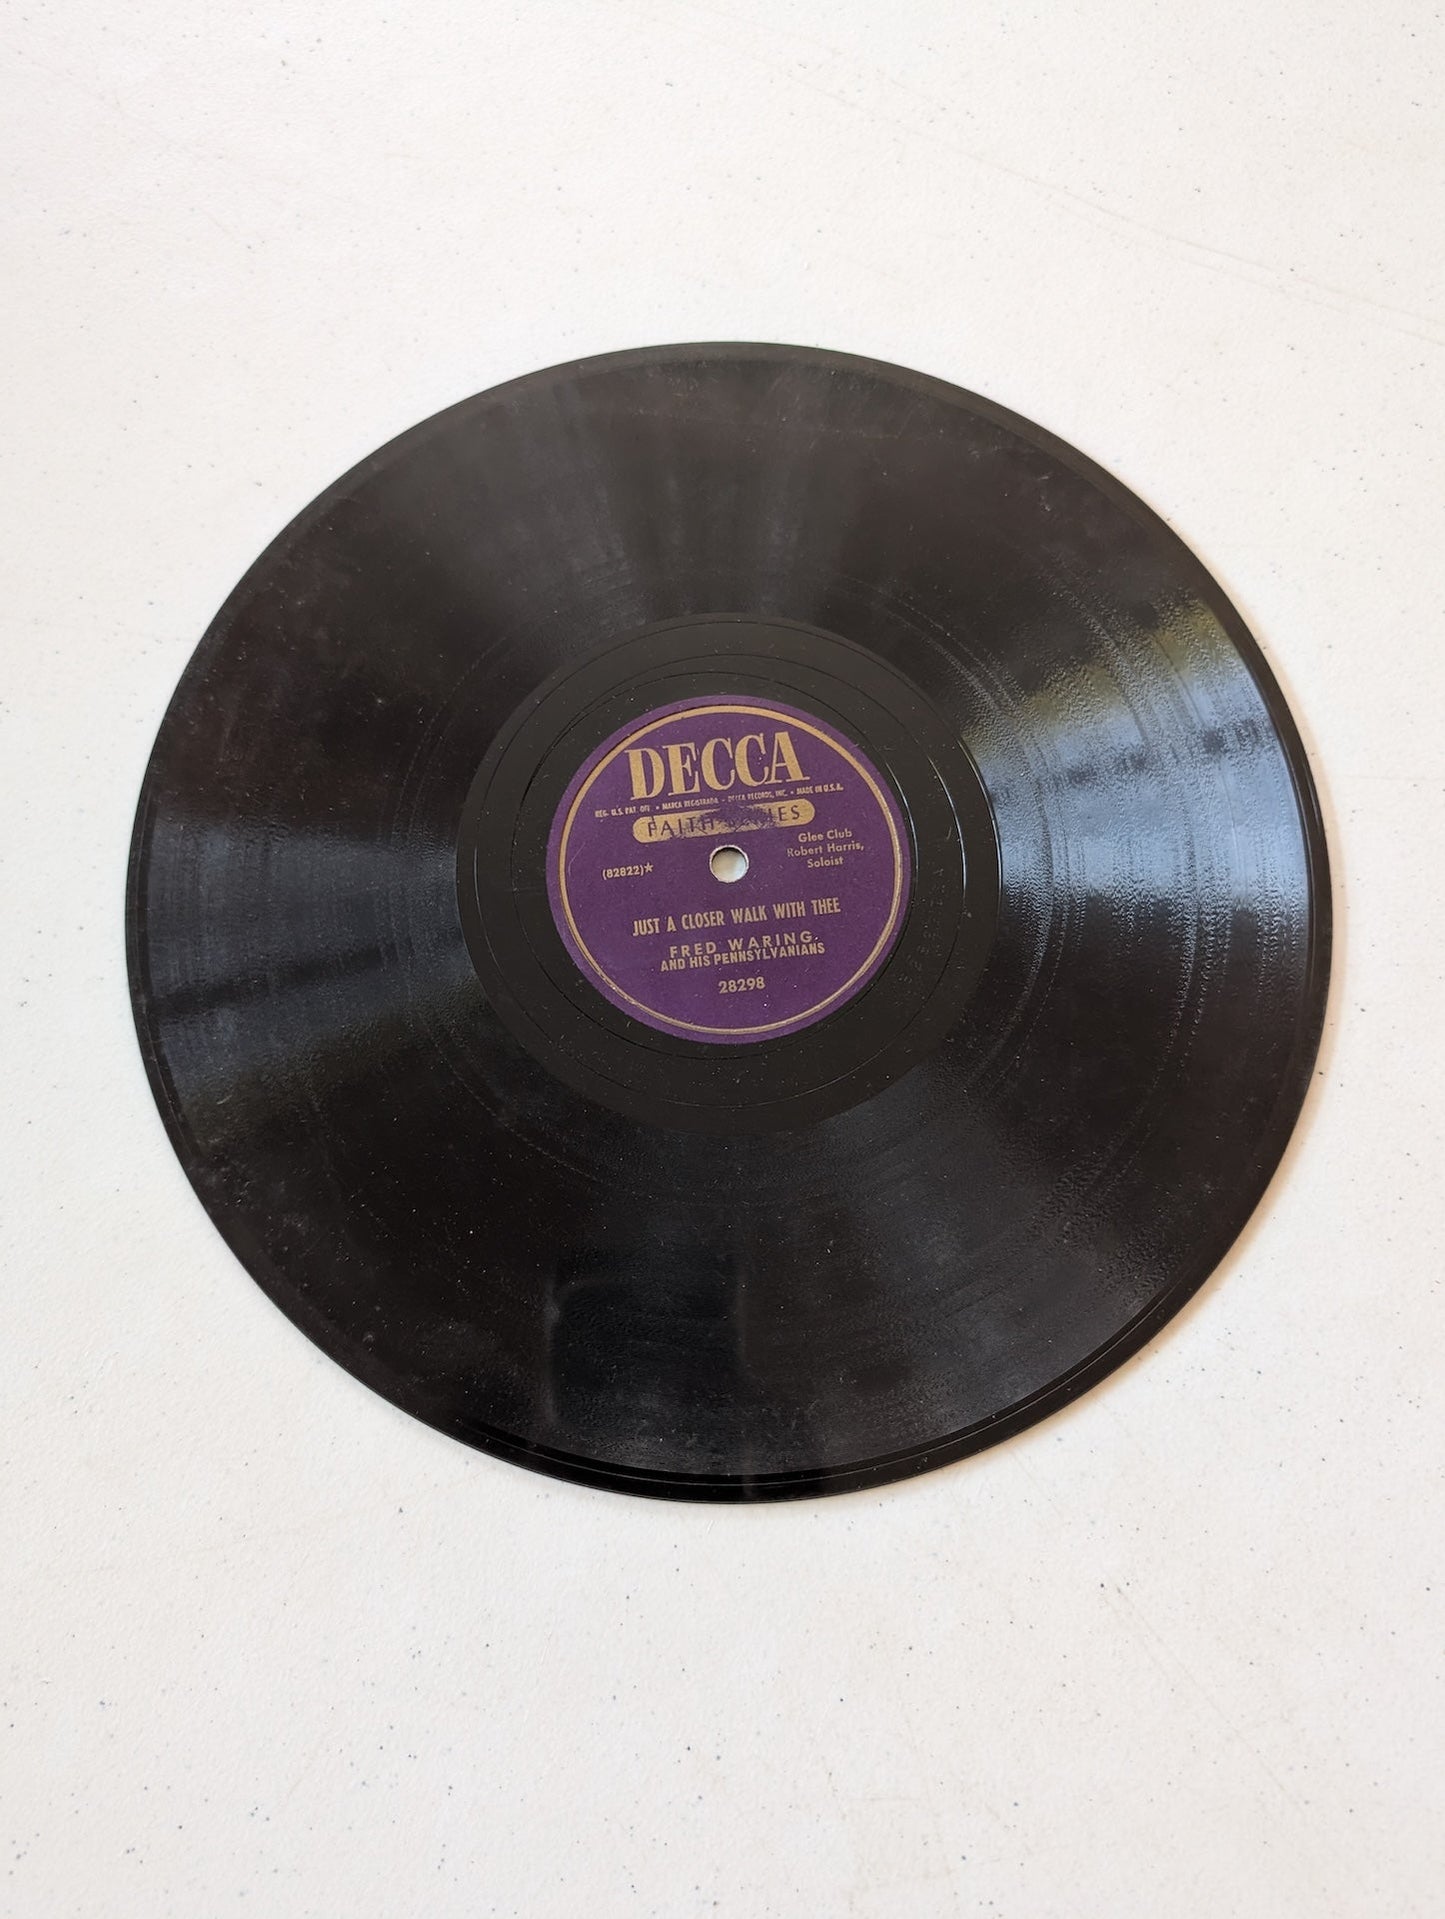 DECCA
REG. U.S. PAT. OFF. • MARCA REGISTRADA - DECCA RECORDS, INC. • MADE IN U.S.A.
FAITH
Glee Club
Robert Harris,
Soloist
(82822)★
JUST A CLOSER WALK WITH THEE
FRED WARING
AND HIS PENNSYLVANIANS
28298